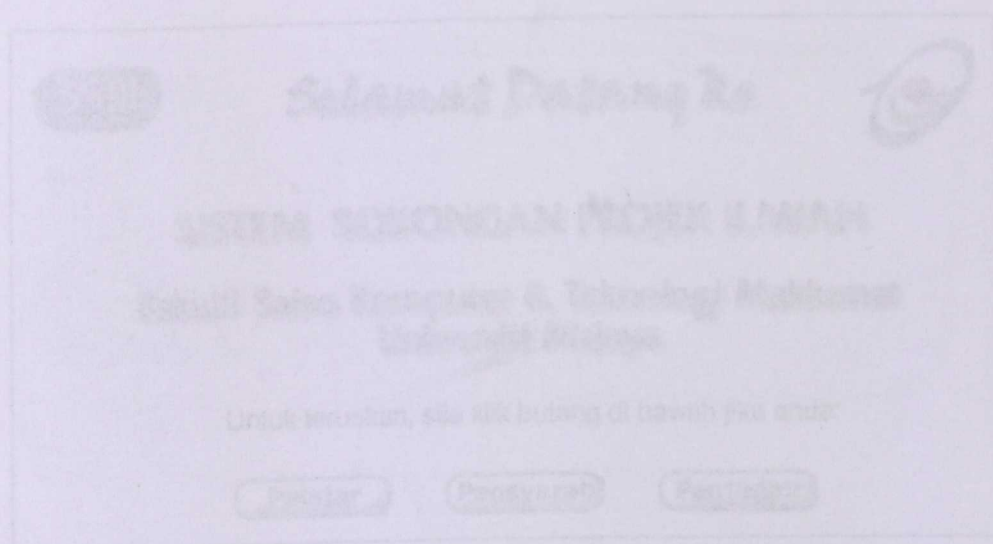 Selamat Datang Ke
SISTEM SOKONGAN PROJEK ILMIAH
Fakulti Sains Komputer & Teknologi Maklumat
Universiti Malaya
Untuk teruskan, sila klik butang di bawah jika anda:
Pelajar
Pensyarah
Pentadbir